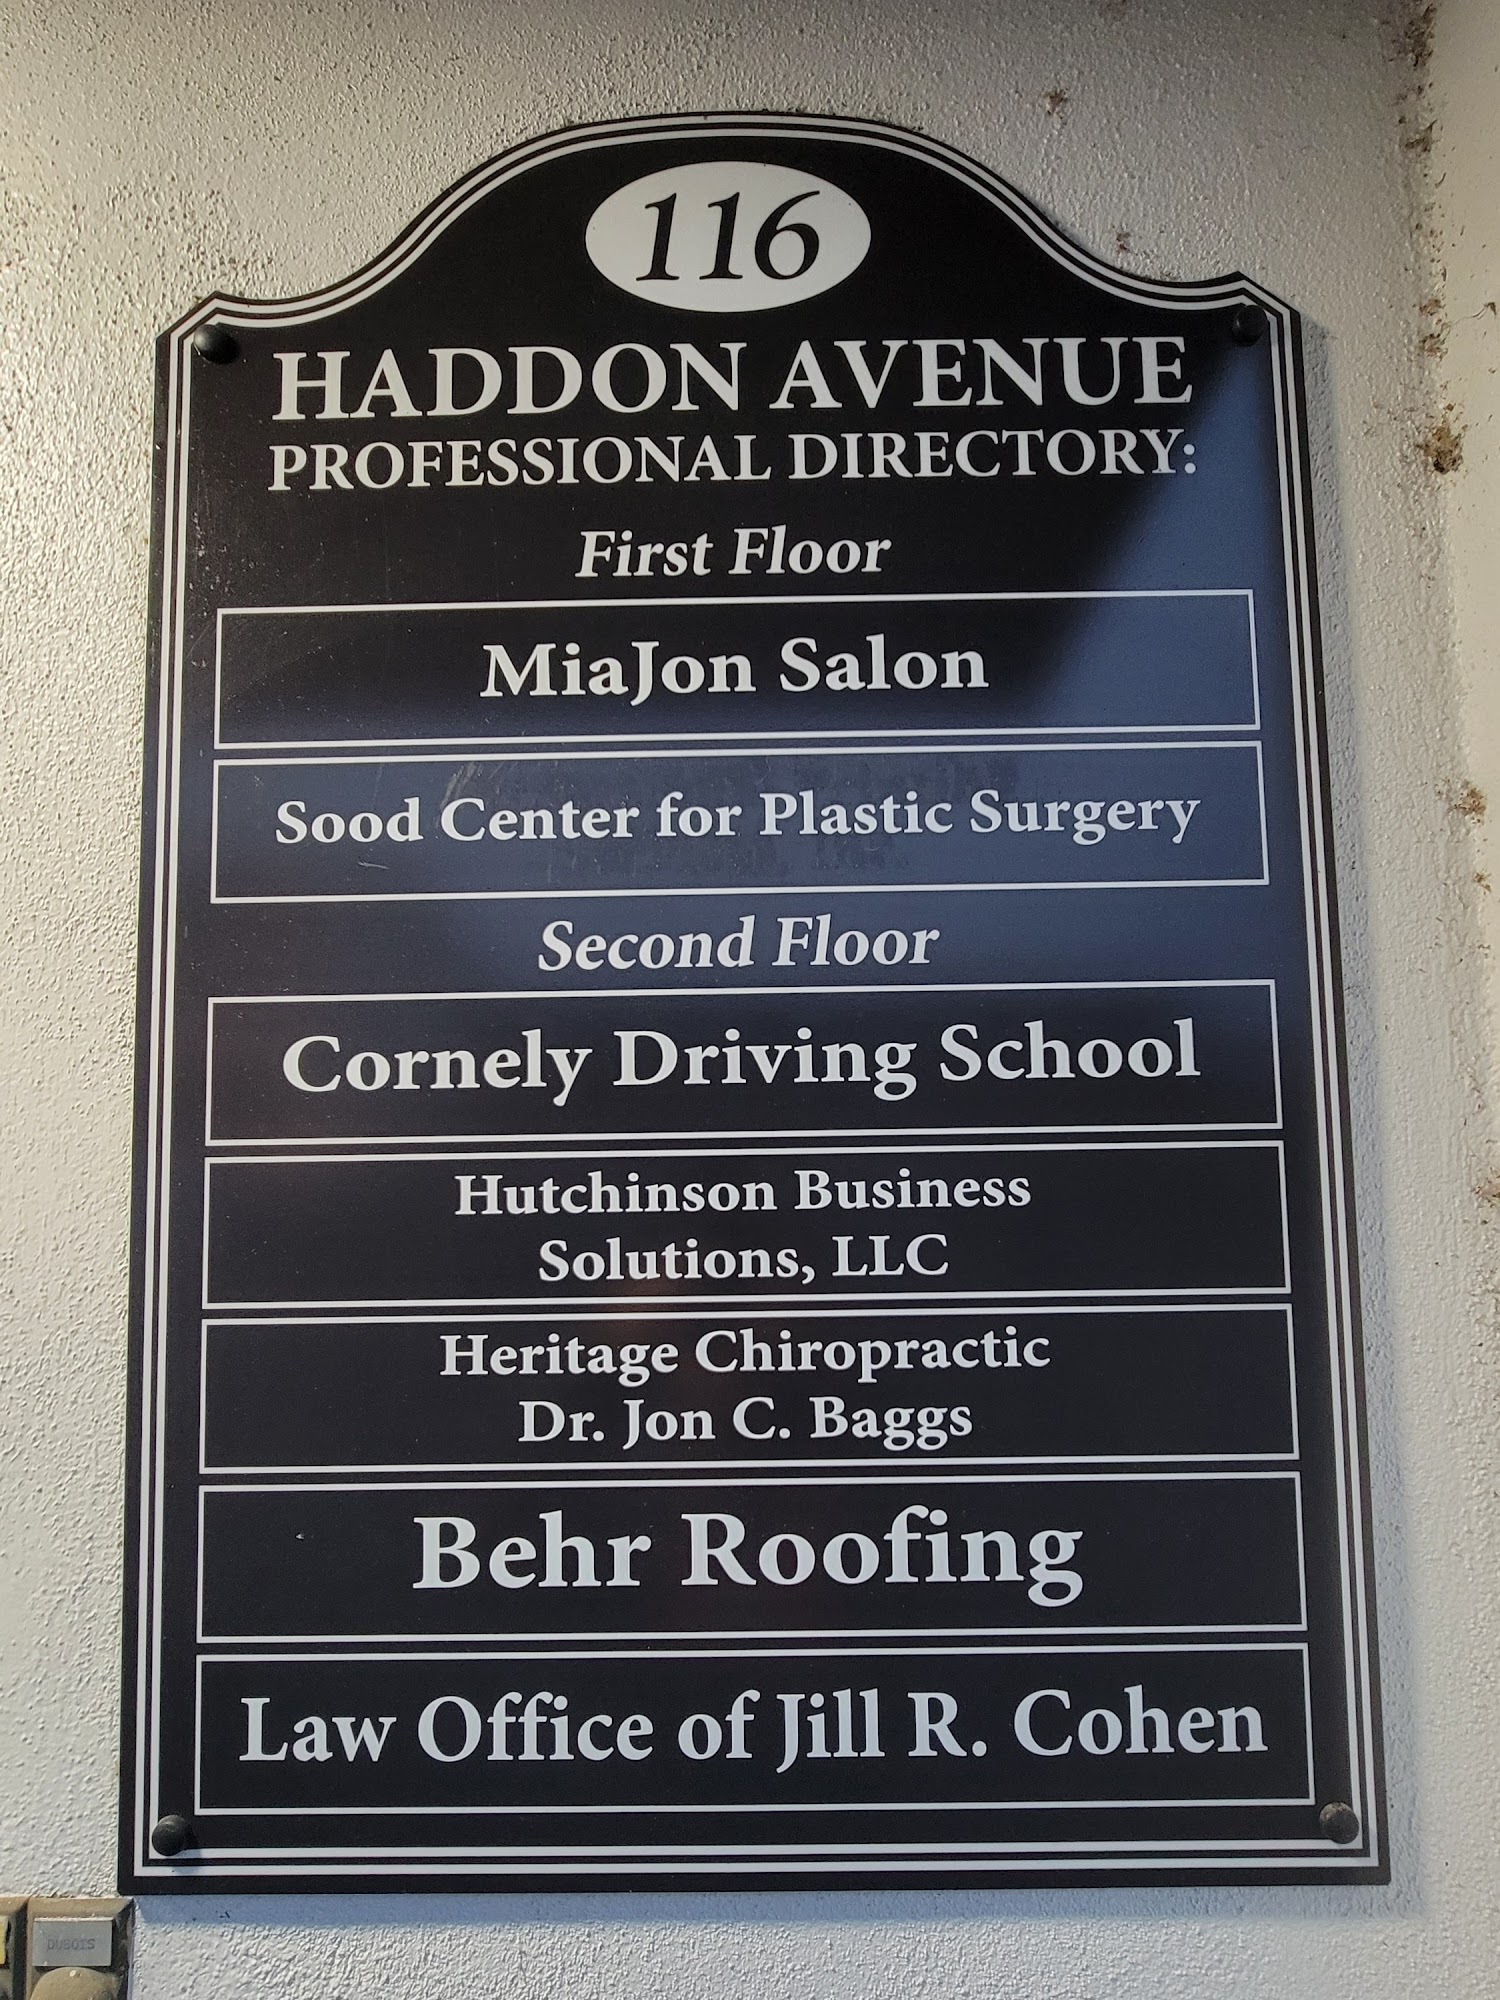 116
HADDON AVENUE
PROFESSIONAL DIRECTORY:
First Floor
MiaJon Salon
Sood Center for Plastic Surgery
Second Floor
Cornely Driving School
Hutchinson Business
Solutions, LLC
Heritage Chiropractic
Dr. Jon C. Baggs
Behr Roofing
Law Office of Jill R. Cohen